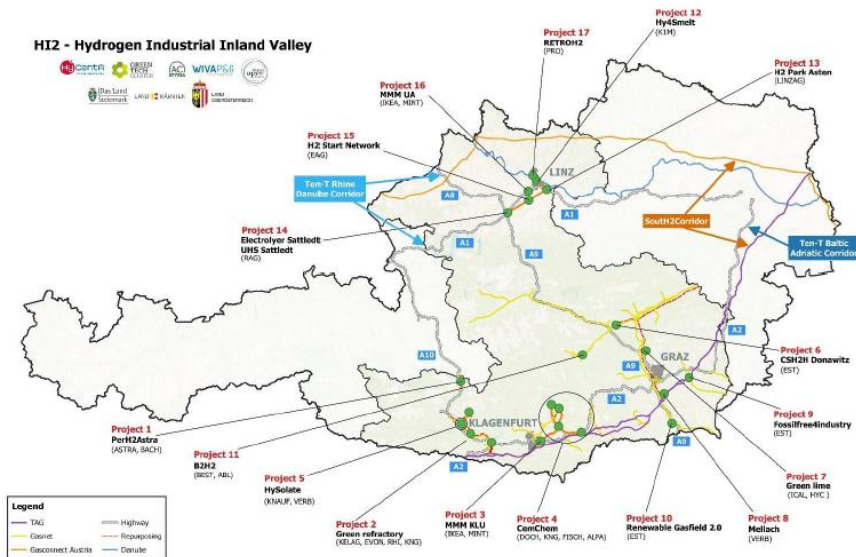 HI2 - Hydrogen Industrial Inland Valley
HyCentA
GREEN
TECH
CLUSTER
ACstyria
WIVA P&G
Das Land
Steiermark
LAND KÄRNTEN
LAND
OBERÖSTERREICH
Project 17
RETROH2
(PRO)
Project 12
Hy4Smelt
(K1M)
Project 13
H2 Park Asten
(LINZAG)
Project 16
MMM UA
(IKEA, MINT)
Project 15
H2 Start Network
(EAG)
Ten-T Rhine
Danube Corridor
LINZ
A8
A1
A1
A9
SoutH2Corridor
Ten-T Baltic
Adriatic Corridor
Project 14
Electrolyer Sattledt
UHS Sattledt
(RAG)
A2
A10
GRAZ
A9
A2
Project 6
CSH2H Donawitz
(EST)
KLAGENFURT
A2
A9
Project 9
Fossilfree4industry
(EST)
Project 1
PerH2Astra
(ASTRA, BACH)
Project 11
B2H2
(BEST, ABL)
Project 5
HySolate
(KNAUF, VERB)
Project 2
Green refractory
(KELAG, EVON, RHI, KNG)
Project 3
MMM KLU
(IKEA, MINT)
Project 4
ComChem
(DOCH, KNG, FISCH, ALPA)
Project 10
Renewable Gasfield 2.0
(EST)
Project 7
Green lime
(ICAL, HYC )
Project 8
Mellach
(VERB)
Legend
TAG
Highway
Gasnet
Repurposing
Gasconnect Austria
Danube